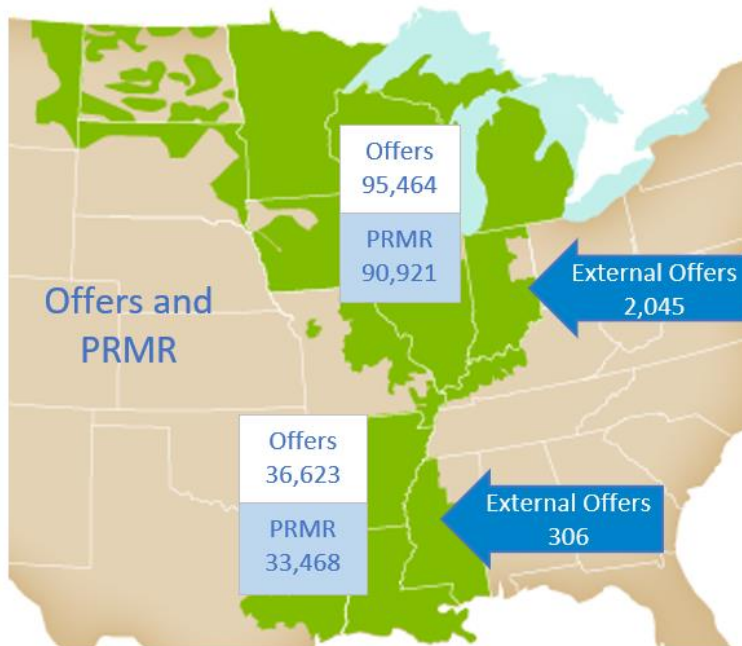 Offers
95,464
PRMR
90,921
External Offers
2,045
Offers and
PRMR
Offers
36,623
PRMR
33,468
External Offers
306